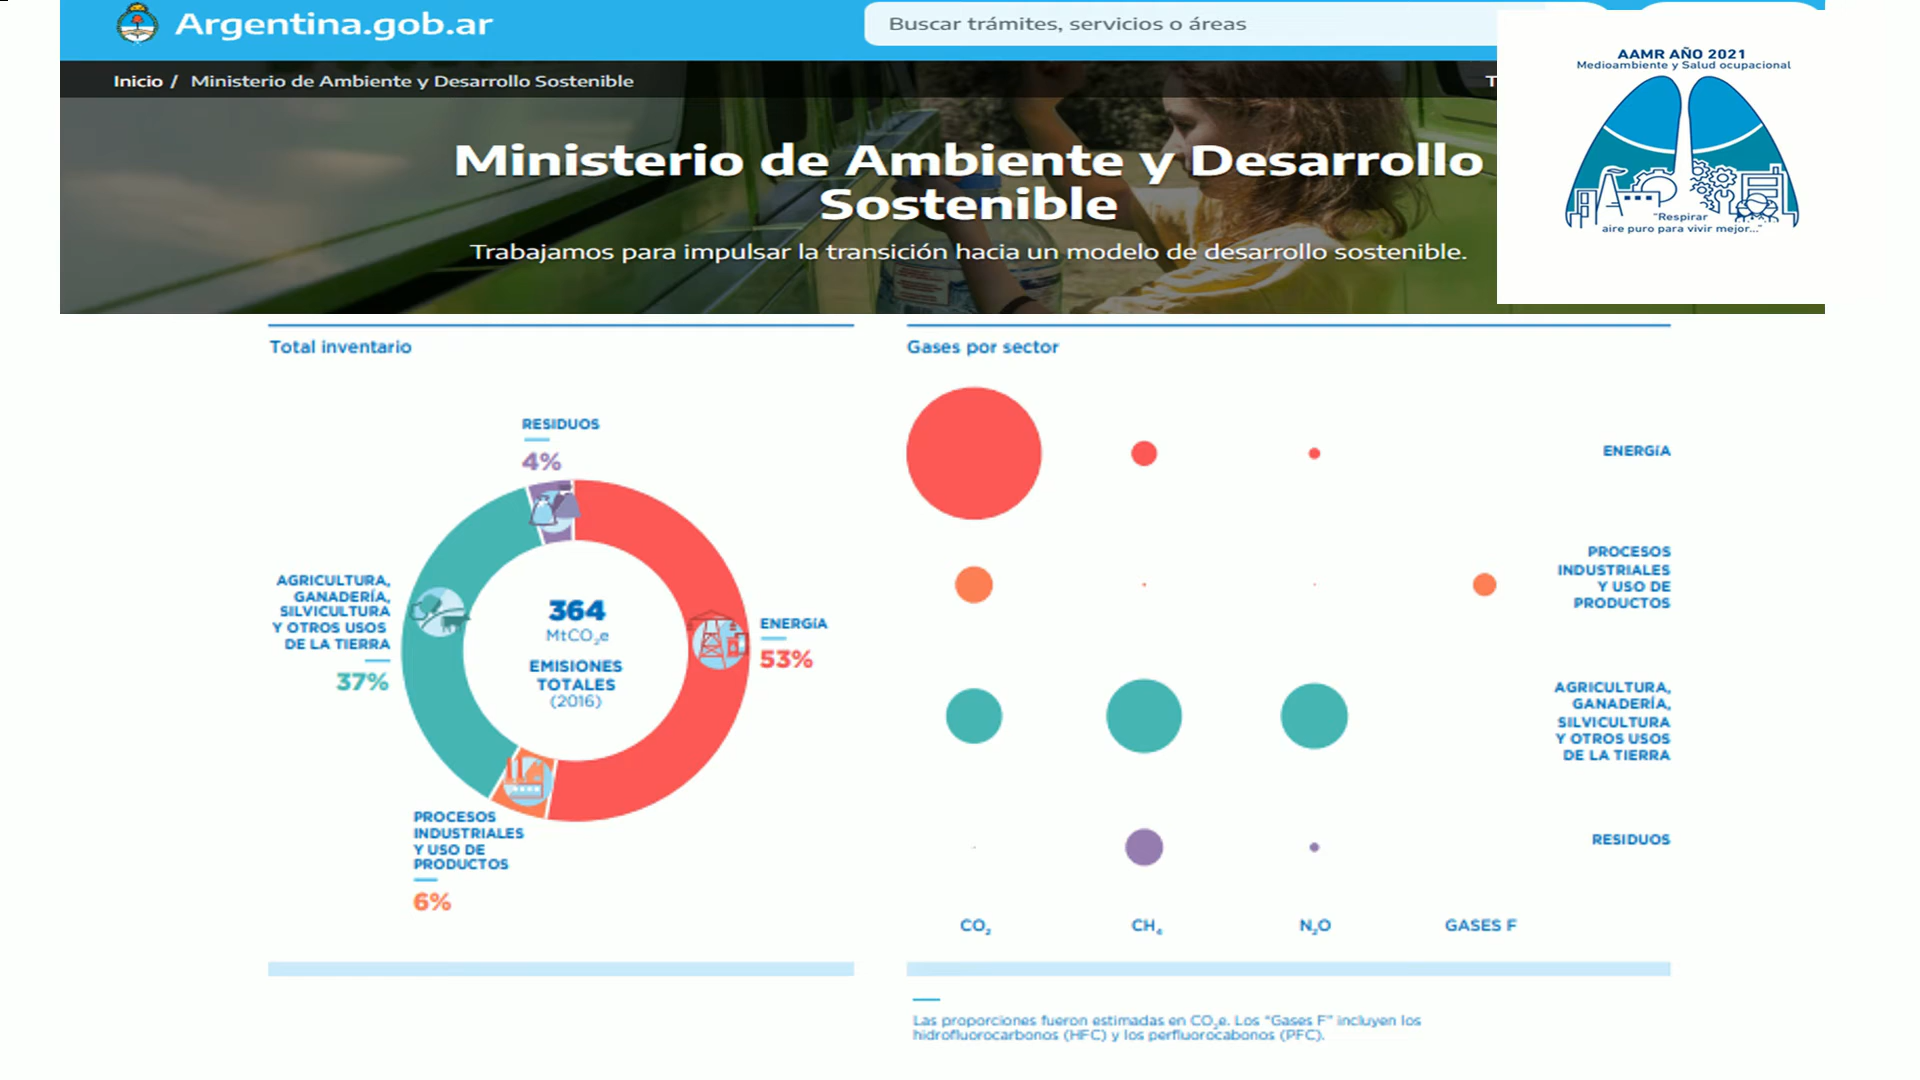 Argentina.gob.ar
Buscar trámites, servicios o áreas
Inicio / Ministerio de Ambiente y Desarrollo Sostenible
T
Ministerio de Ambiente y Desarrollo
Sostenible
Trabajamos para impulsar la transición hacia un modelo de desarrollo sostenible.
AAMR AÑO 2021
Medioambiente y Salud ocupacional
"Respirar
aire puro para vivir mejor..."
Total inventario
RESIDUOS
4%
AGRICULTURA,
GANADERÍA,
SILVICULTURA
Y OTROS USOS
DE LA TIERRA
37%
364
MtCO₂e
EMISIONES
TOTALES
(2016)
ENERGíA
53%
PROCESOS
INDUSTRIALES
Y USO DE
PRODUCTOS
6%
Gases por sector
ENERGíA
PROCESOS
INDUSTRIALES
Y USO DE
PRODUCTOS
AGRICULTURA,
GANADERÍA,
SILVICULTURA
Y OTROS USOS
DE LA TIERRA
RESIDUOS
CO₂ CH₄ N₂O GASES F
Las proporciones fueron estimadas en CO₂e. Los "Gases F" incluyen los
hidrofluorocarbonos (HFC) y los perfluorocabonos (PFC).